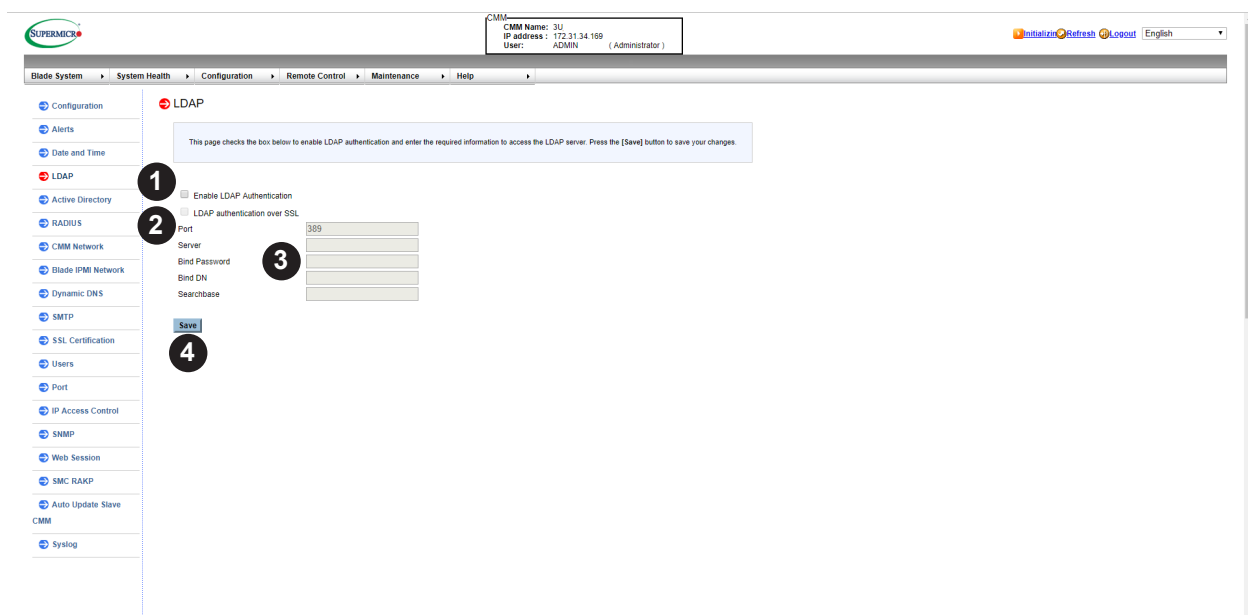 SUPERMICRO
CMM
CMM Name: 3U
IP address : 172.31.34.169
User: ADMIN ( Administrator )
Initializin Refresh Logout English
Blade System System Health Configuration Remote Control Maintenance Help
Configuration
LDAP
Alerts
This page checks the box below to enable LDAP authentication and enter the required information to access the LDAP server. Press the [Save] button to save your changes.
Date and Time
LDAP
1
Enable LDAP Authentication
Active Directory
LDAP authentication over SSL
RADIUS
2
Port 389
CMM Network
Server
3
Bind Password
Blade IPMI Network
Bind DN
Dynamic DNS
Searchbase
SMTP
Save
SSL Certification
4
Users
Port
IP Access Control
SNMP
Web Session
SMC RAKP
Auto Update Slave
CMM
Syslog